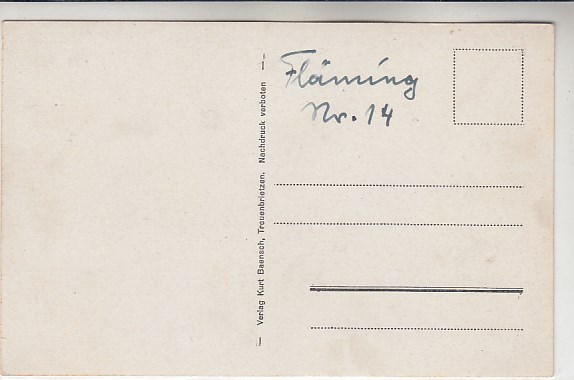 Fläming
Nr. 14
— Verlag Kurt Baensch, Treuenbrietzen. Nachdruck verboten —